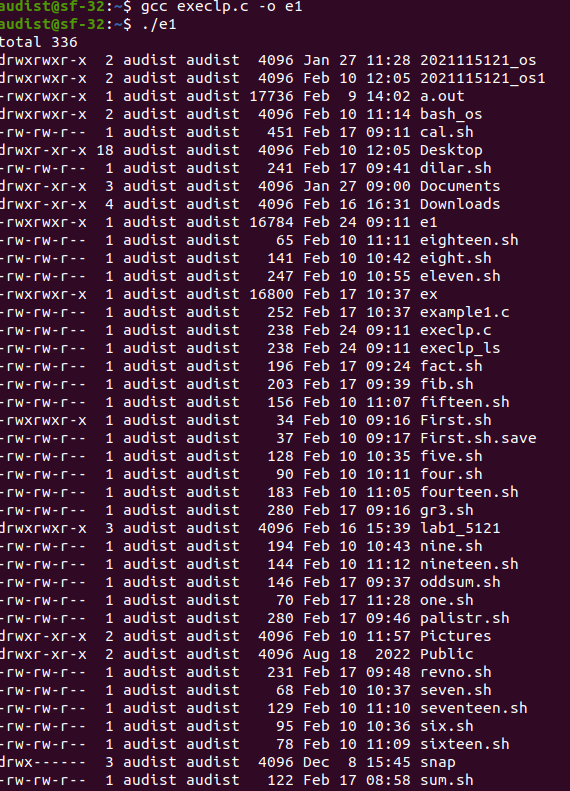 audist@sf-32:~$ gcc execlp.c -o e1
audist@sf-32:~$ ./e1
total 336
drwxrwxr-x  2 audist audist  4096 Jan 27 11:28 2021115121_os
drwxrwxr-x  2 audist audist  4096 Feb 10 12:05 2021115121_os1
-rwxrwxr-x  1 audist audist 17736 Feb  9 14:02 a.out
drwxrwxr-x  2 audist audist  4096 Feb 10 11:14 bash_os
-rw-rw-r--  1 audist audist   451 Feb 17 09:11 cal.sh
drwxr-xr-x 18 audist audist  4096 Feb 10 12:05 Desktop
-rw-rw-r--  1 audist audist   241 Feb 17 09:41 dilar.sh
drwxr-xr-x  3 audist audist  4096 Jan 27 09:00 Documents
drwxr-xr-x  4 audist audist  4096 Feb 16 16:31 Downloads
-rwxrwxr-x  1 audist audist 16784 Feb 24 09:11 e1
-rw-rw-r--  1 audist audist    65 Feb 10 11:11 eighteen.sh
-rw-rw-r--  1 audist audist   141 Feb 10 10:42 eight.sh
-rw-rw-r--  1 audist audist   247 Feb 10 10:55 eleven.sh
-rwxrwxr-x  1 audist audist 16800 Feb 17 10:37 ex
-rw-rw-r--  1 audist audist   252 Feb 17 10:37 example1.c
-rw-rw-r--  1 audist audist   238 Feb 24 09:11 execlp.c
-rw-rw-r--  1 audist audist   238 Feb 24 09:11 execlp_ls
-rw-rw-r--  1 audist audist   196 Feb 17 09:24 fact.sh
-rw-rw-r--  1 audist audist   203 Feb 17 09:39 fib.sh
-rw-rw-r--  1 audist audist   156 Feb 10 11:07 fifteen.sh
-rwxrwxr-x  1 audist audist    34 Feb 10 09:16 First.sh
-rw-rw-r--  1 audist audist    37 Feb 10 09:17 First.sh.save
-rw-rw-r--  1 audist audist   128 Feb 10 10:35 five.sh
-rw-rw-r--  1 audist audist    90 Feb 10 10:11 four.sh
-rw-rw-r--  1 audist audist   183 Feb 10 11:05 fourteen.sh
-rw-rw-r--  1 audist audist   280 Feb 17 09:16 gr3.sh
drwxrwxr-x  3 audist audist  4096 Feb 16 15:39 lab1_5121
-rw-rw-r--  1 audist audist   194 Feb 10 10:43 nine.sh
-rw-rw-r--  1 audist audist   144 Feb 10 11:12 nineteen.sh
-rw-rw-r--  1 audist audist   146 Feb 17 09:37 oddsum.sh
-rw-rw-r--  1 audist audist    70 Feb 17 11:28 one.sh
-rw-rw-r--  1 audist audist   280 Feb 17 09:46 palistr.sh
drwxr-xr-x  2 audist audist  4096 Feb 10 11:57 Pictures
drwxr-xr-x  2 audist audist  4096 Aug 18  2022 Public
-rw-rw-r--  1 audist audist   231 Feb 17 09:48 revno.sh
-rw-rw-r--  1 audist audist    68 Feb 10 10:37 seven.sh
-rw-rw-r--  1 audist audist   129 Feb 10 11:10 seventeen.sh
-rw-rw-r--  1 audist audist    95 Feb 10 10:36 six.sh
-rw-rw-r--  1 audist audist    78 Feb 10 11:09 sixteen.sh
drwx------  3 audist audist  4096 Dec  8 15:45 snap
-rw-rw-r--  1 audist audist   122 Feb 17 08:58 sum.sh